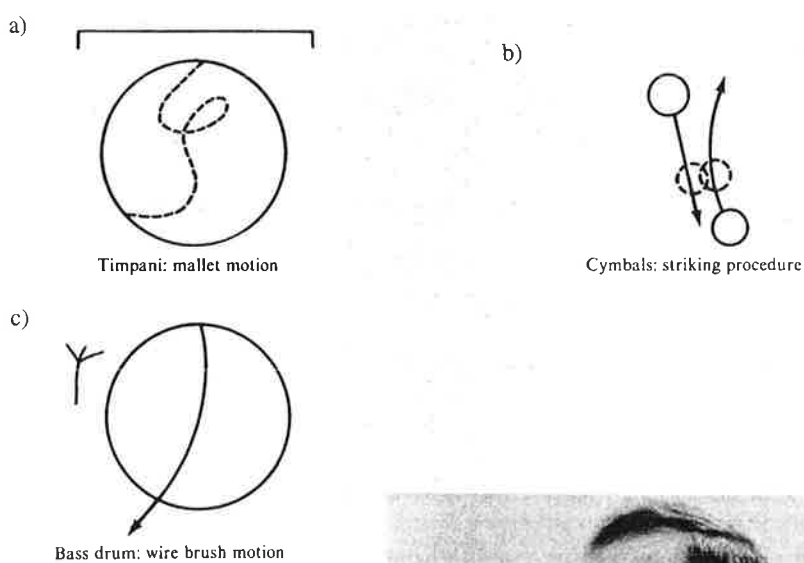 a)
b)
Timpani: mallet motion
Cymbals: striking procedure
c)
Bass drum: wire brush motion